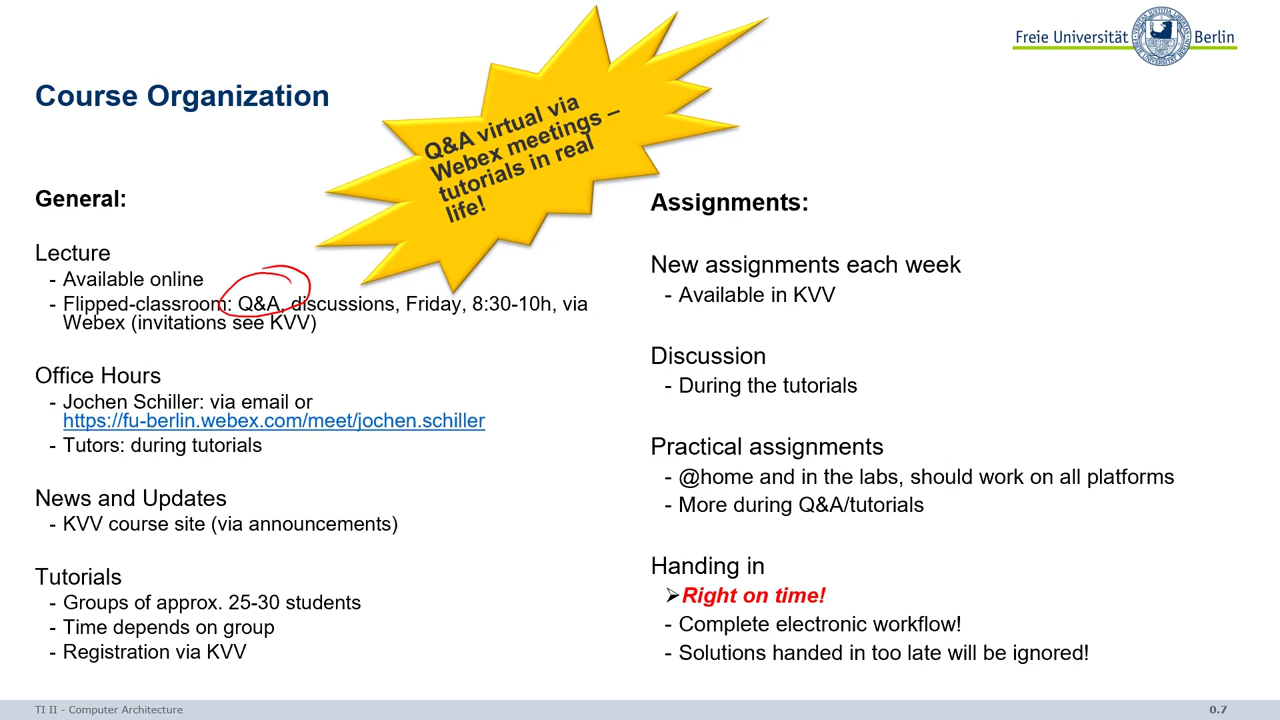 Freie Universität Berlin
Course Organization
Q&A virtual via
Webex meetings –
tutorials in real
life!
General:
Lecture
- Available online
- Flipped-classroom: Q&A, discussions, Friday, 8:30-10h, via
Webex (invitations see KVV)
Office Hours
- Jochen Schiller: via email or
https://fu-berlin.webex.com/meet/jochen.schiller
- Tutors: during tutorials
News and Updates
- KVV course site (via announcements)
Tutorials
- Groups of approx. 25-30 students
- Time depends on group
- Registration via KVV
Assignments:
New assignments each week
- Available in KVV
Discussion
- During the tutorials
Practical assignments
- @home and in the labs, should work on all platforms
- More during Q&A/tutorials
Handing in
➢Right on time!
- Complete electronic workflow!
- Solutions handed in too late will be ignored!
TI II - Computer Architecture
0.7